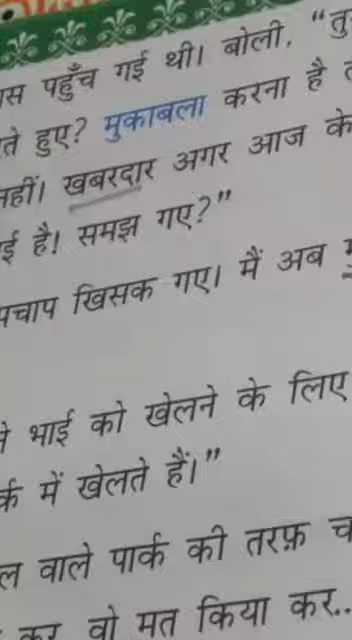 पहुँच गई थी। बोली, “
हुए? मुकाबला करना है
नहीं। खबरदार अगर आज के
है। समझ गए?”
खिसक गए। मैं अब
भाई को खेलने के लिए
में खेलते हैं।”
वाले पार्क की तरफ़
कर वो मत किया कर..